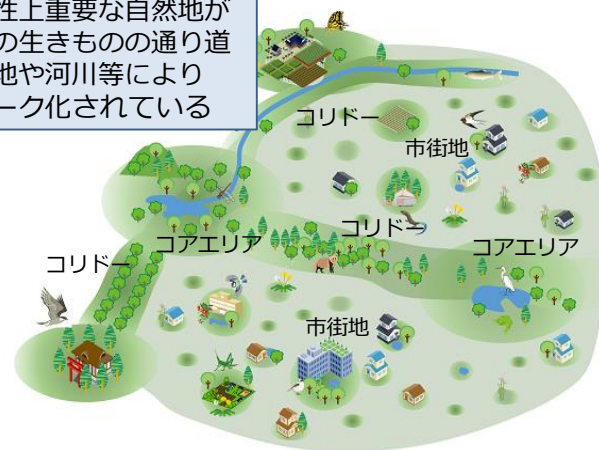 性上重要な自然地が
の生きものの通り道
地や河川等により
ーク化されている
コリドー
市街地
コリドー
コアエリア
コアエリア
コリドー
市街地